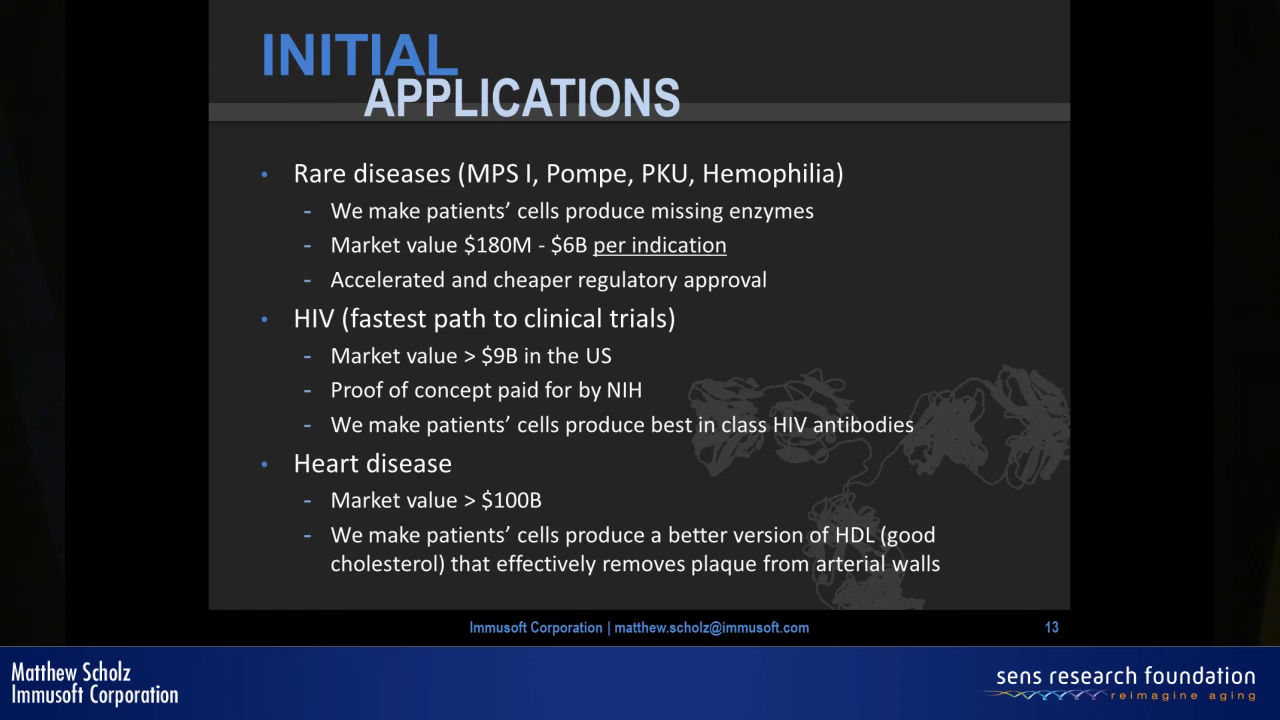 INITIAL
APPLICATIONS
• Rare diseases (MPS I, Pompe, PKU, Hemophilia)
- We make patients’ cells produce missing enzymes
- Market value $180M - $6B per indication
- Accelerated and cheaper regulatory approval
• HIV (fastest path to clinical trials)
- Market value > $9B in the US
- Proof of concept paid for by NIH
- We make patients’ cells produce best in class HIV antibodies
• Heart disease
- Market value > $100B
- We make patients’ cells produce a better version of HDL (good
cholesterol) that effectively removes plaque from arterial walls
Immusoft Corporation | matthew.scholz@immusoft.com 13
Matthew Scholz
Immusoft Corporation
sens research foundation
reimagine aging